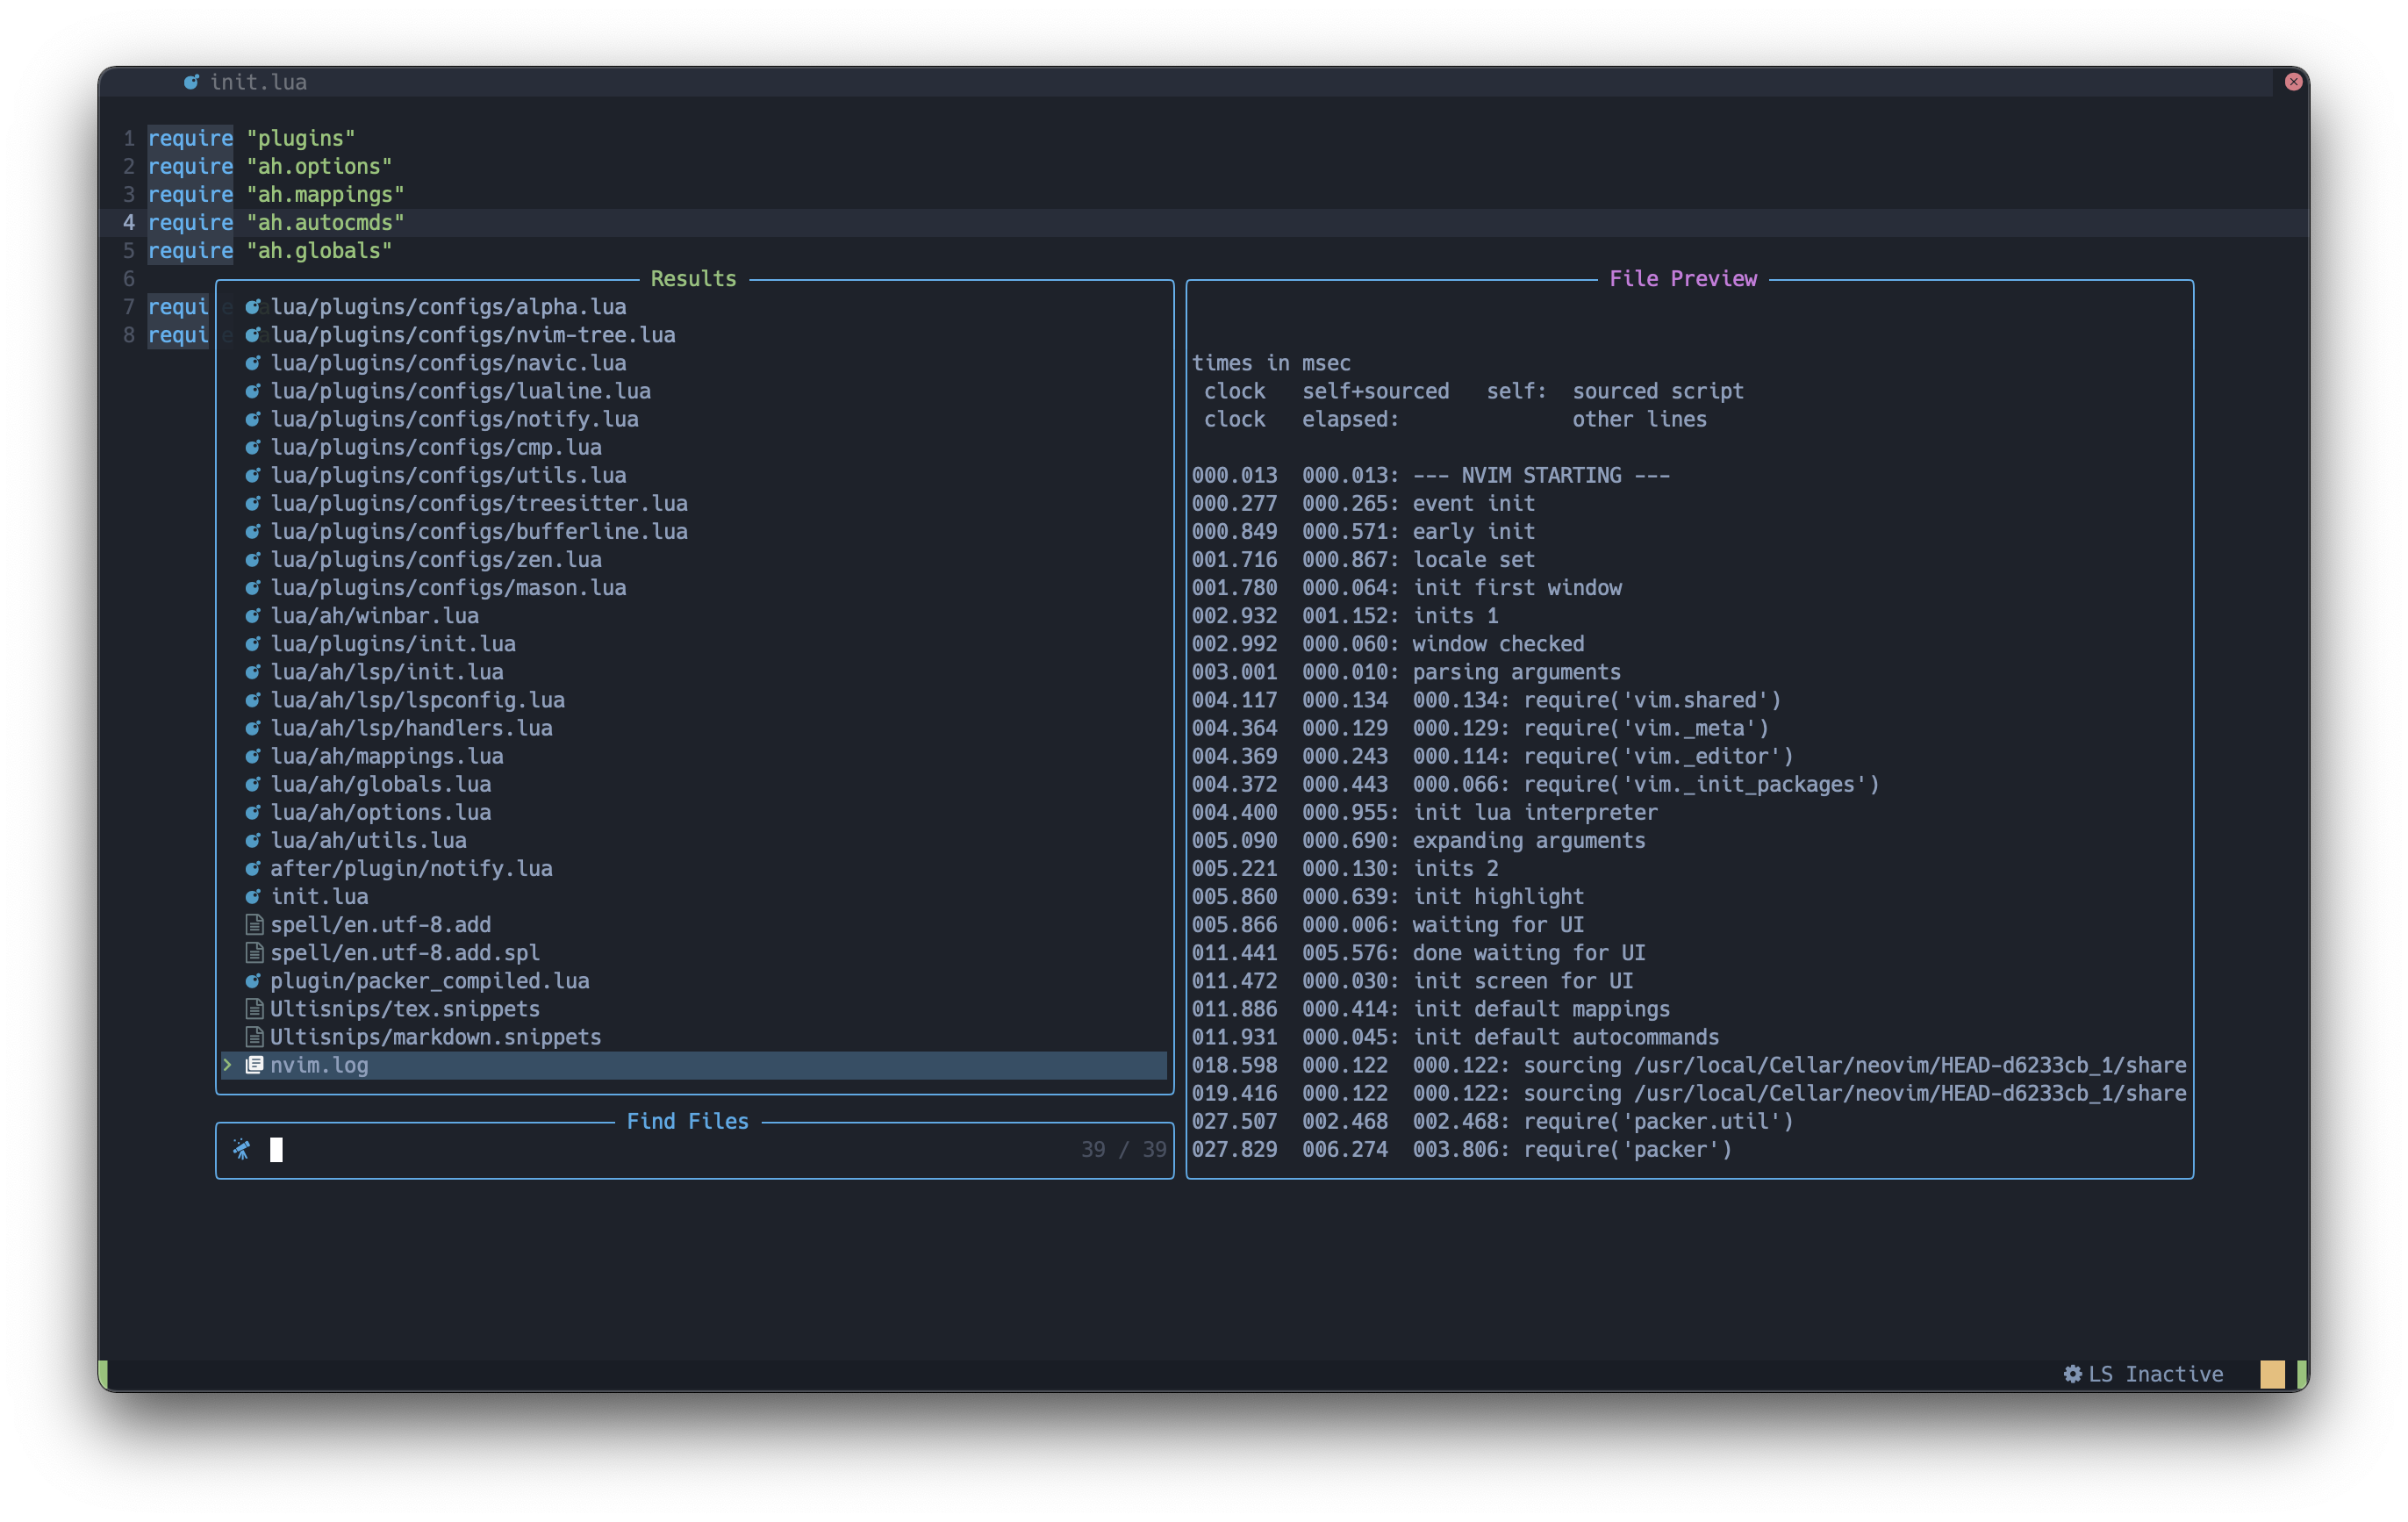 init.lua
1 require "plugins"
2 require "ah.options"
3 require "ah.mappings"
4 require "ah.autocmds"
5 require "ah.globals"
6
7 requi
8 requi
Results
lua/plugins/configs/alpha.lua
lua/plugins/configs/nvim-tree.lua
lua/plugins/configs/navic.lua
lua/plugins/configs/lualine.lua
lua/plugins/configs/notify.lua
lua/plugins/configs/cmp.lua
lua/plugins/configs/utils.lua
lua/plugins/configs/treesitter.lua
lua/plugins/configs/bufferline.lua
lua/plugins/configs/zen.lua
lua/plugins/configs/mason.lua
lua/ah/winbar.lua
lua/plugins/init.lua
lua/ah/lsp/init.lua
lua/ah/lsp/lspconfig.lua
lua/ah/lsp/handlers.lua
lua/ah/mappings.lua
lua/ah/globals.lua
lua/ah/options.lua
lua/ah/utils.lua
after/plugin/notify.lua
init.lua
spell/en.utf-8.add
spell/en.utf-8.add.spl
plugin/packer_compiled.lua
Ultisnips/tex.snippets
Ultisnips/markdown.snippets
> nvim.log
Find Files
39 / 39
File Preview
times in msec
clock   self+sourced   self:  sourced script
clock   elapsed:              other lines
000.013  000.013: --- NVIM STARTING ---
000.277  000.265: event init
000.849  000.571: early init
001.716  000.867: locale set
001.780  000.064: init first window
002.932  001.152: inits 1
002.992  000.060: window checked
003.001  000.010: parsing arguments
004.117  000.134  000.134: require('vim.shared')
004.364  000.129  000.129: require('vim._meta')
004.369  000.243  000.114: require('vim._editor')
004.372  000.443  000.066: require('vim._init_packages')
004.400  000.955: init lua interpreter
005.090  000.690: expanding arguments
005.221  000.130: inits 2
005.860  000.639: init highlight
005.866  000.006: waiting for UI
011.441  005.576: done waiting for UI
011.472  000.030: init screen for UI
011.886  000.414: init default mappings
011.931  000.045: init default autocommands
018.598  000.122  000.122: sourcing /usr/local/Cellar/neovim/HEAD-d6233cb_1/share
019.416  000.122  000.122: sourcing /usr/local/Cellar/neovim/HEAD-d6233cb_1/share
027.507  002.468  002.468: require('packer.util')
027.829  006.274  003.806: require('packer')
LS Inactive